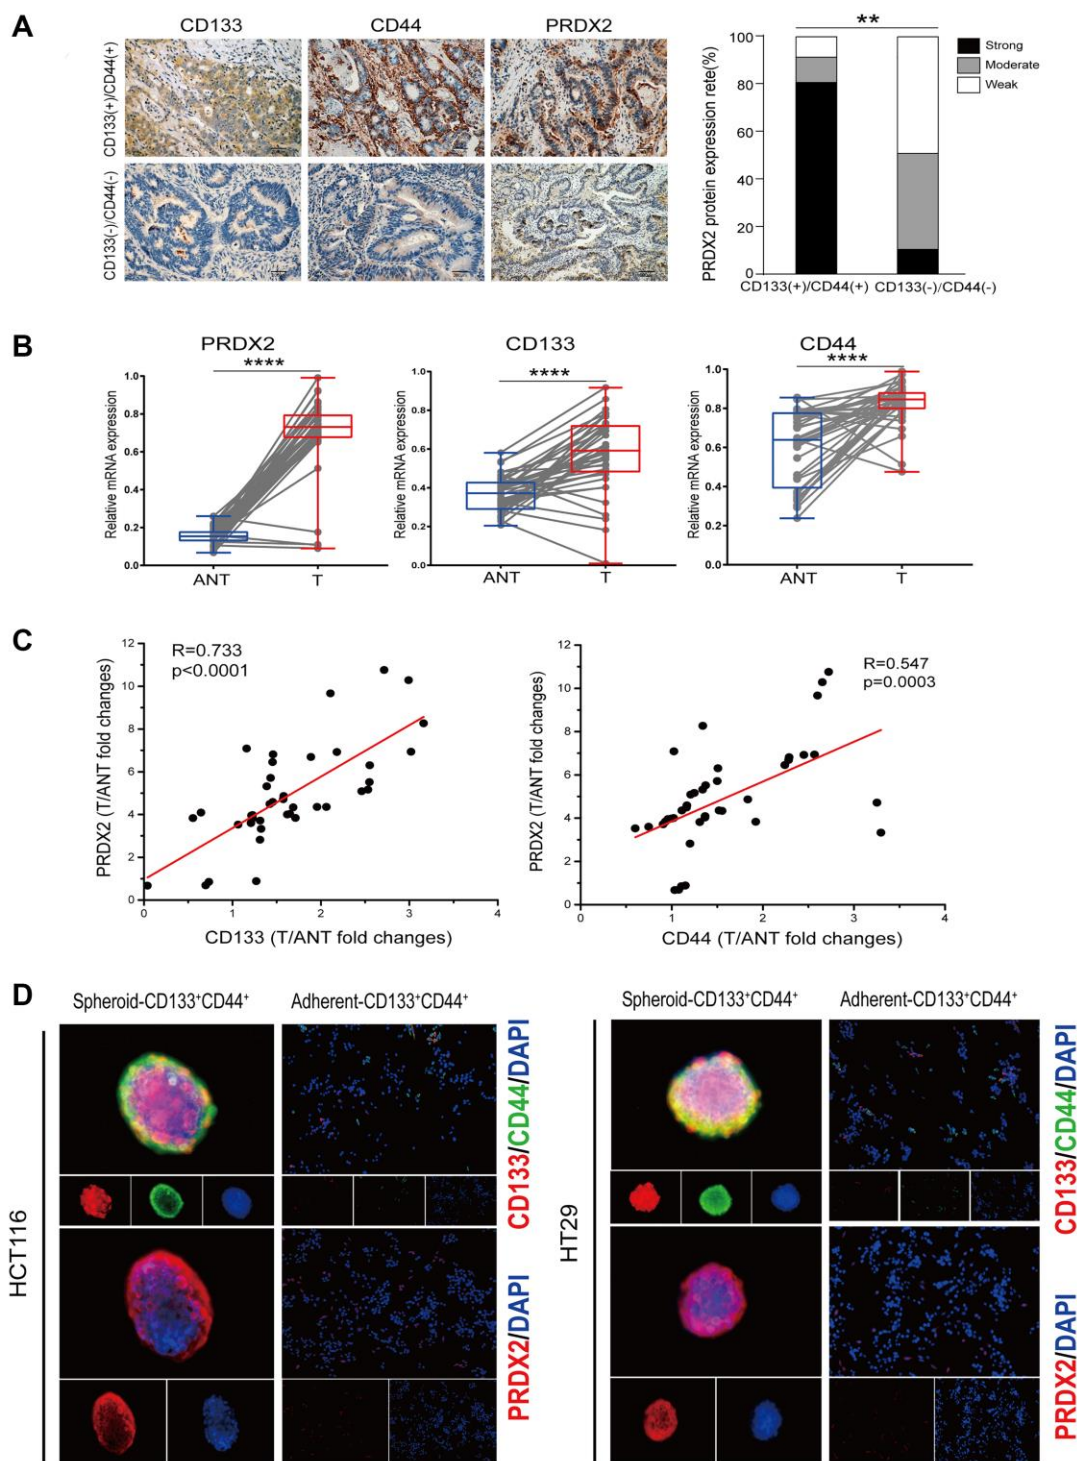 A
CD133
CD44
PRDX2
CD133(+)/CD44(+)
CD133(-)/CD44(-)
**
PRDX2 protein expression rate(%)
100
80
60
40
20
0
CD133(+)/CD44(+)
CD133(-)/CD44(-)
Strong
Moderate
Weak
B
PRDX2
****
Relative mRNA expression
1.0
0.8
0.6
0.4
0.2
0.0
ANT
T
CD133
****
Relative mRNA expression
1.0
0.8
0.6
0.4
0.2
0.0
ANT
T
CD44
****
Relative mRNA expression
1.0
0.8
0.6
0.4
0.2
0.0
ANT
T
C
R=0.733
p<0.0001
PRDX2 (T/ANT fold changes)
12
10
8
6
4
2
0
0
1
2
3
4
CD133 (T/ANT fold changes)
R=0.547
p=0.0003
PRDX2 (T/ANT fold changes)
12
10
8
6
4
2
0
0
1
2
3
4
CD44 (T/ANT fold changes)
D
Spheroid-CD133⁺CD44⁺
Adherent-CD133⁺CD44⁺
HCT116
CD133/CD44/DAPI
PRDX2/DAPI
Spheroid-CD133⁺CD44⁺
Adherent-CD133⁺CD44⁺
HT29
CD133/CD44/DAPI
PRDX2/DAPI